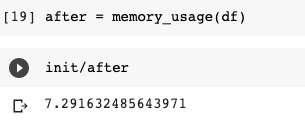 [19] after = memory_usage(df)
init/after
7.291632485643971